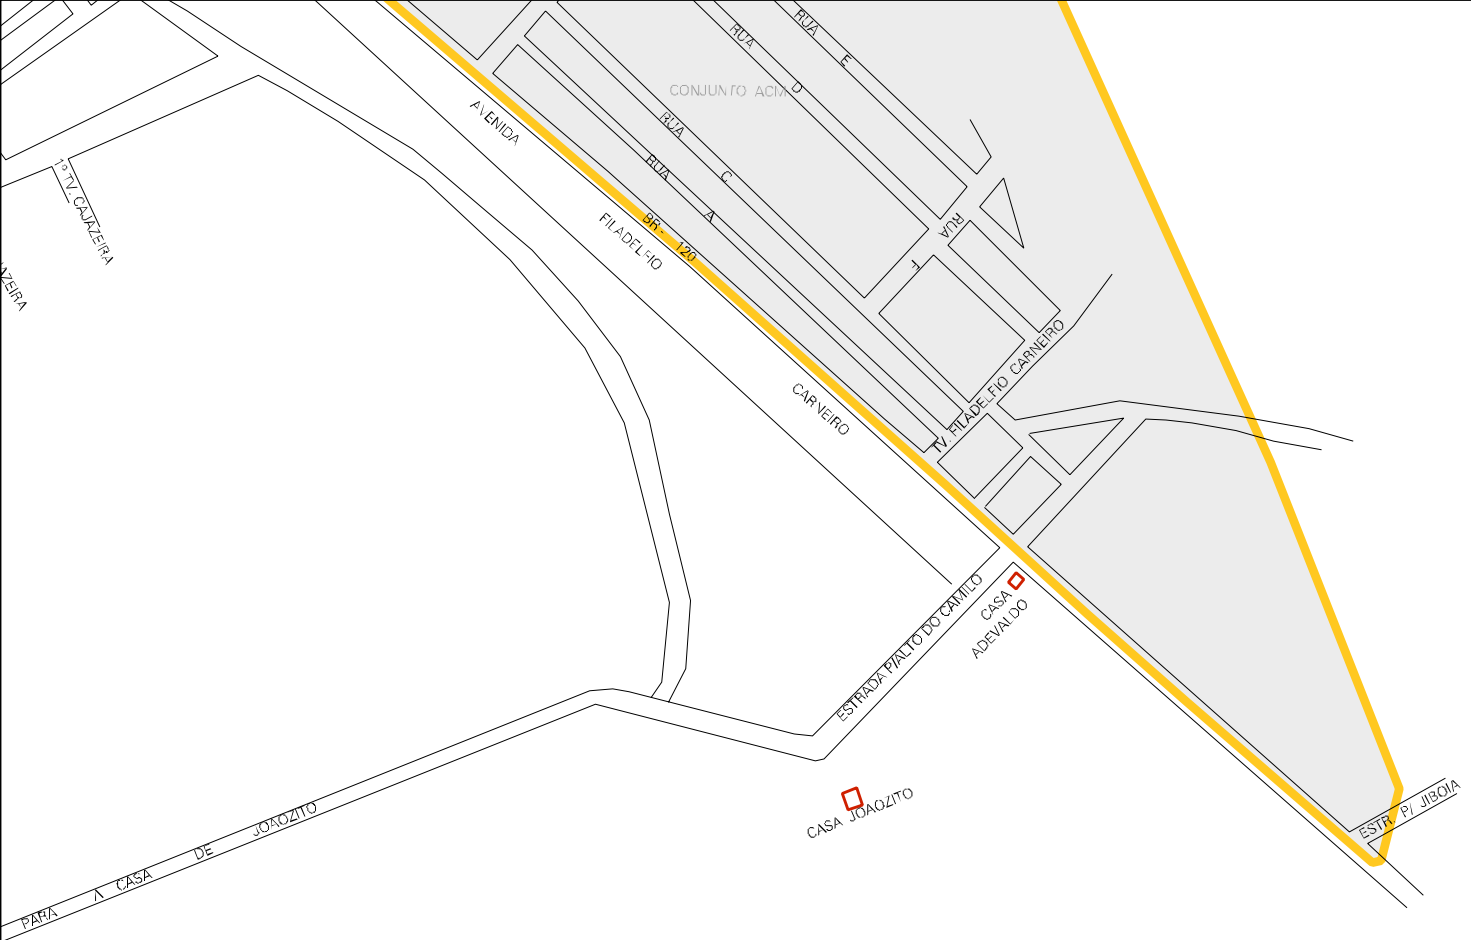 RUA E
RUA D
CONJUNTO ACM
AVENIDA
RUA C
RUA A
1ª TV. CAJAZEIRA
AZEIRA
BR - 120
FILADELFIO
RUA F
TV. FILADELFIO CARNEIRO
CARNEIRO
ESTRADA P/ALTO DO CAMILO
CASA
ADEVALDO
CASA JOAOZITO
ESTR. P/ JIBOIA
PARA A CASA DE JOAOZITO